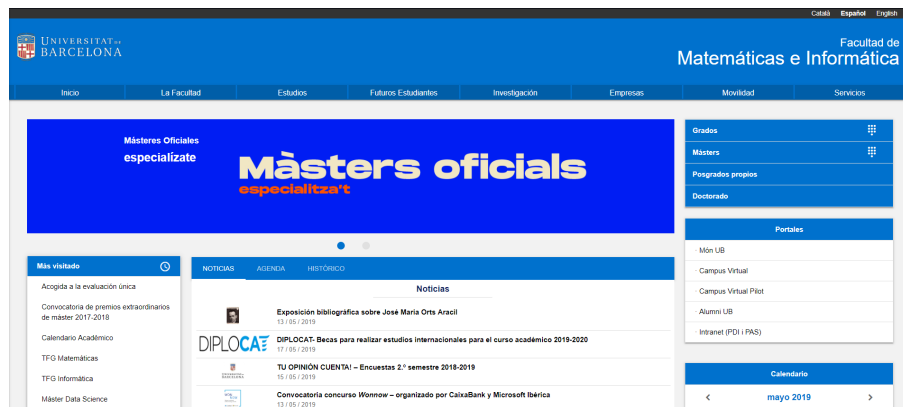 Català Español English
UNIVERSITAT DE
BARCELONA
Facultad de
Matemáticas e Informática
Inicio La Facultad Estudios Futuros Estudiantes Investigación Empresas Movilidad Servicios
Másteres Oficiales
especialízate
Màsters oficials
especialitza't
Grados
Màsters
Posgrados propios
Doctorado
Portales
· Món UB
· Campus Virtual
· Campus Virtual Pilot
· Alumni UB
· Intranet (PDI i PAS)
Calendario
< mayo 2019 >
Más visitado
Acogida a la evaluación única
Convocatoria de premios extraordinarios
de màster 2017-2018
Calendario Académico
TFG Matemáticas
TFG Informática
Màster Data Science
NOTICIAS AGENDA HISTÓRICO
Noticias
Exposición bibliográfica sobre José María Orts Aracil
13 / 05 / 2019
DIPLOCAT
DIPLOCAT- Becas para realizar estudios internacionales para el curso académico 2019-2020
17 / 05 / 2019
TU OPINIÓN CUENTA! – Encuestas 2.º semestre 2018-2019
15 / 05 / 2019
Convocatoria concurso Wonnow – organizado por CaixaBank y Microsoft Ibérica
13 / 05 / 2019